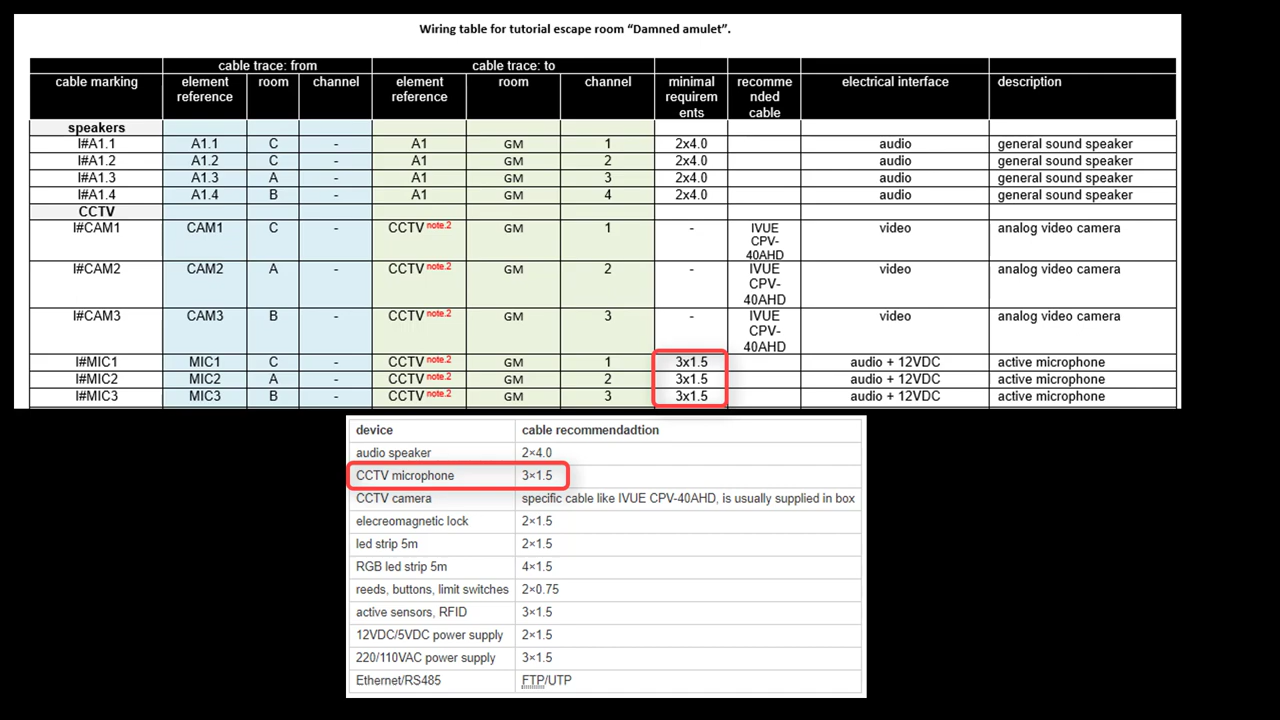 Wiring table for tutorial escape room “Damned amulet”.
cable trace: from cable trace: to
cable marking element reference room channel element reference room channel minimal requirem ents recomme nded cable electrical interface description
speakers
I#A1.1 A1.1 C - A1 GM 1 2x4.0 audio general sound speaker
I#A1.2 A1.2 C - A1 GM 2 2x4.0 audio general sound speaker
I#A1.3 A1.3 A - A1 GM 3 2x4.0 audio general sound speaker
I#A1.4 A1.4 B - A1 GM 4 2x4.0 audio general sound speaker
CCTV
I#CAM1 CAM1 C - CCTV note.2 GM 1 - IVUE CPV-40AHD video analog video camera
I#CAM2 CAM2 A - CCTV note.2 GM 2 - IVUE CPV-40AHD video analog video camera
I#CAM3 CAM3 B - CCTV note.2 GM 3 - IVUE CPV-40AHD video analog video camera
I#MIC1 MIC1 C - CCTV note.2 GM 1 3x1.5 audio + 12VDC active microphone
I#MIC2 MIC2 A - CCTV note.2 GM 2 3x1.5 audio + 12VDC active microphone
I#MIC3 MIC3 B - CCTV note.2 GM 3 3x1.5 audio + 12VDC active microphone
device cable recommendadtion
audio speaker 2×4.0
CCTV microphone 3×1.5
CCTV camera specific cable like IVUE CPV-40AHD, is usually supplied in box
elecreomagnetic lock 2×1.5
led strip 5m 2×1.5
RGB led strip 5m 4×1.5
reeds, buttons, limit switches 2×0.75
active sensors, RFID 3×1.5
12VDC/5VDC power supply 2×1.5
220/110VAC power supply 3×1.5
Ethernet/RS485 FTP/UTP